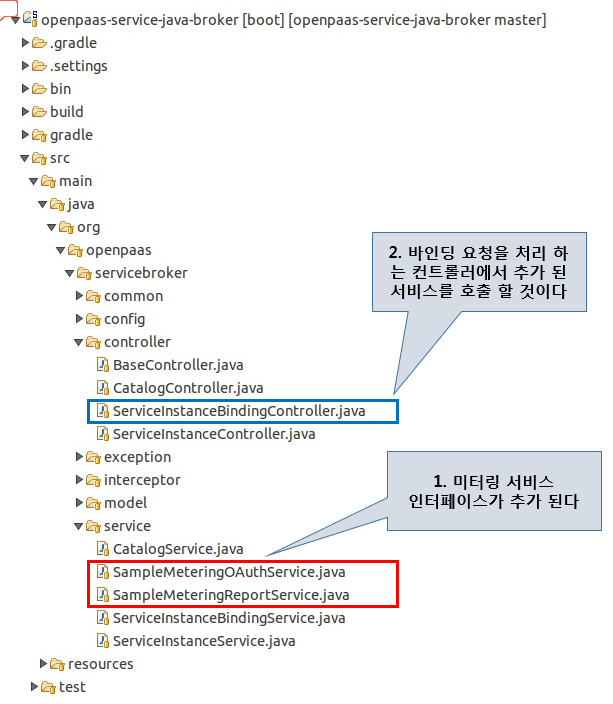 openpaas-service-java-broker [boot] [openpaas-service-java-broker master]
.gradle
.settings
bin
build
gradle
src
main
java
org
openpaas
servicebroker
common
config
controller
BaseController.java
CatalogController.java
ServiceInstanceBindingController.java
ServiceInstanceController.java
exception
interceptor
model
service
CatalogService.java
SampleMeteringOAuthService.java
SampleMeteringReportService.java
ServiceInstanceBindingService.java
ServiceInstanceService.java
resources
test
2. 바인딩 요청을 처리 하
는 컨트롤러에서 추가 된
서비스를 호출 할 것이다
1. 미터링 서비스
인터페이스가 추가 된다